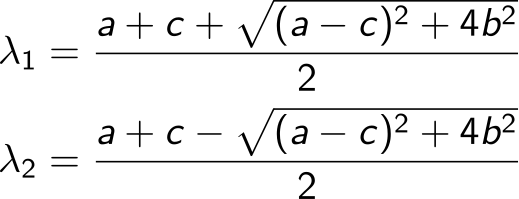 λ₁ = (a + c + √((a − c)² + 4b²)) / 2
λ₂ = (a + c − √((a − c)² + 4b²)) / 2